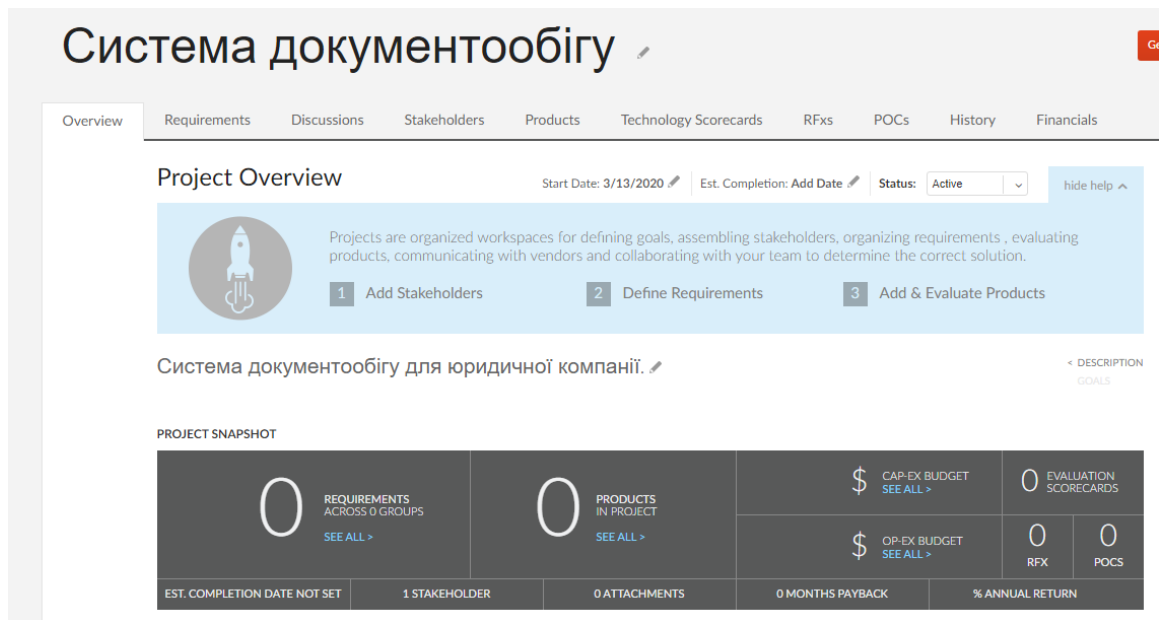 Система документообігу
Ge
Overview Requirements Discussions Stakeholders Products Technology Scorecards RFxs POCs History Financials
Project Overview
Start Date: 3/13/2020 Est. Completion: Add Date Status: Active hide help
Projects are organized workspaces for defining goals, assembling stakeholders, organizing requirements , evaluating
products, communicating with vendors and collaborating with your team to determine the correct solution.
1 Add Stakeholders 2 Define Requirements 3 Add & Evaluate Products
Система документообігу для юридичної компанії.
< DESCRIPTION
GOALS
PROJECT SNAPSHOT
0 REQUIREMENTS
ACROSS 0 GROUPS
SEE ALL >
0 PRODUCTS
IN PROJECT
SEE ALL >
$ CAP-EX BUDGET
SEE ALL >
0 EVALUATION
SCORECARDS
$ OP-EX BUDGET
SEE ALL >
0
RFX
0
POCS
EST. COMPLETION DATE NOT SET 1 STAKEHOLDER 0 ATTACHMENTS 0 MONTHS PAYBACK % ANNUAL RETURN